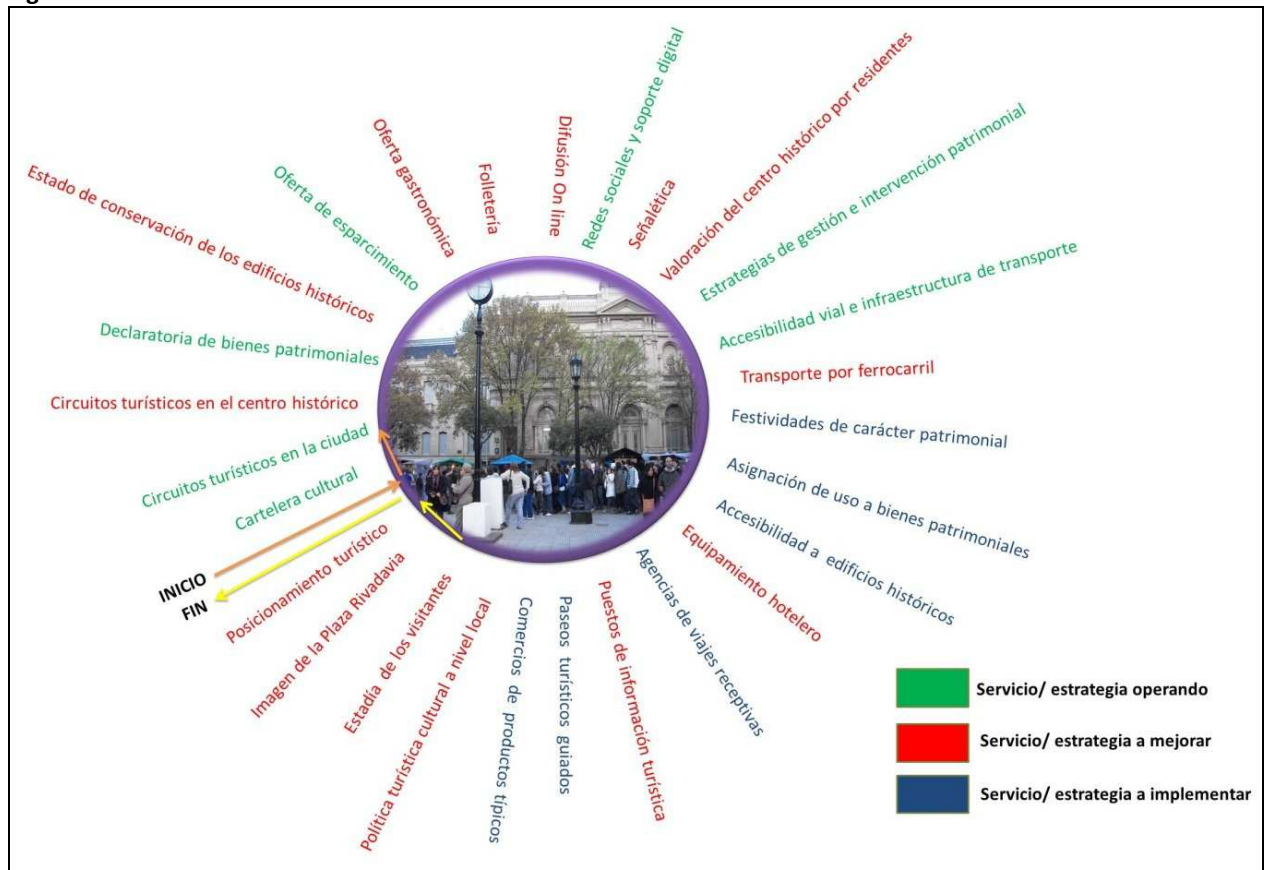 INICIO
FIN
Cartelera cultural
Circuitos turísticos en la ciudad
Circuitos turísticos en el centro histórico
Declaratoria de bienes patrimoniales
Estado de conservación de los edificios históricos
Oferta de esparcimiento
Oferta gastronómica
Folletería
Difusión On line
Redes sociales y soporte digital
Señalética
Valoración del centro histórico por residentes
Estrategias de gestión e intervención patrimonial
Accesibilidad vial e infraestructura de transporte
Transporte por ferrocarril
Festividades de carácter patrimonial
Asignación de uso a bienes patrimoniales
Accesibilidad a edificios históricos
Equipamiento hotelero
Agencias de viajes receptivas
Puestos de información turística
Paseos turísticos guiados
Comercios de productos típicos
Política turística cultural a nivel local
Estadía de los visitantes
Imagen de la Plaza Rivadavia
Posicionamiento turístico
Servicio/ estrategia operando
Servicio/ estrategia a mejorar
Servicio/ estrategia a implementar